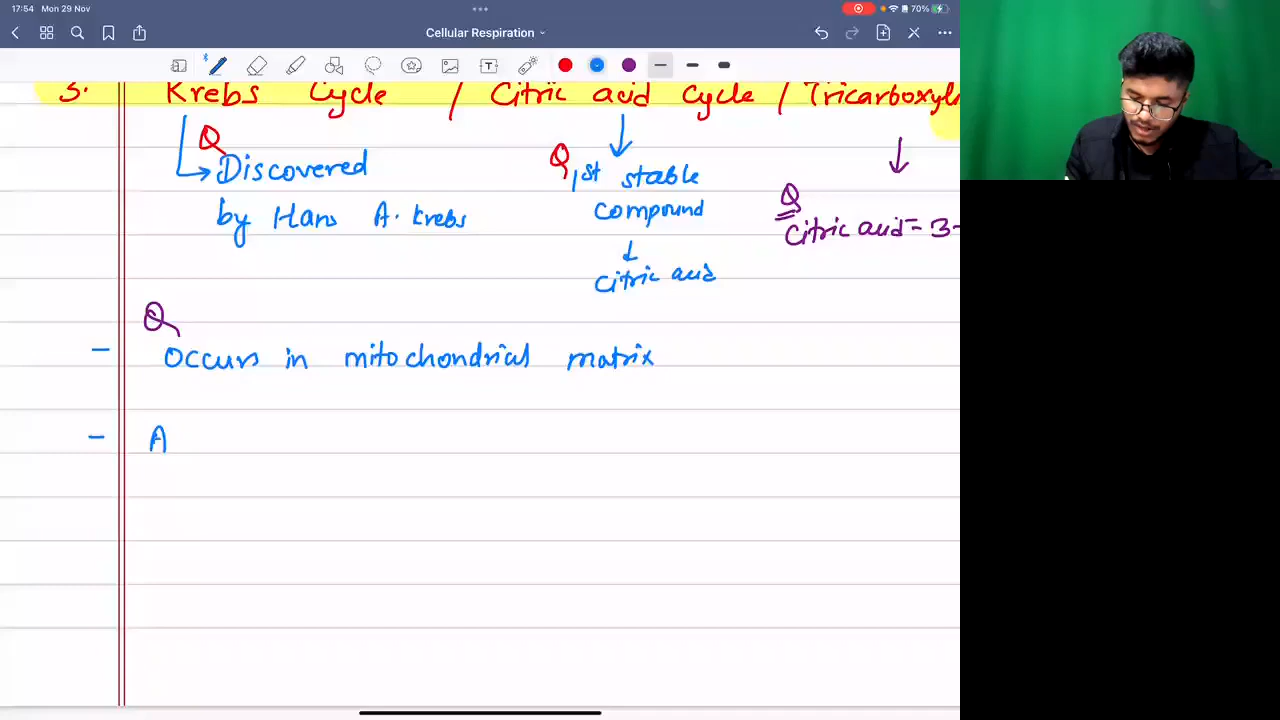 17:54 Mon 29 Nov
70%
Cellular Respiration
3. Krebs Cycle / Citric acid Cycle / Tricarboxyl
Q
Discovered
by Hans A. Krebs
Q 1st stable
compound
Citric acid
Q
Citric acid = 3-
Q
- Occurs in mitochondrial matrix
- A